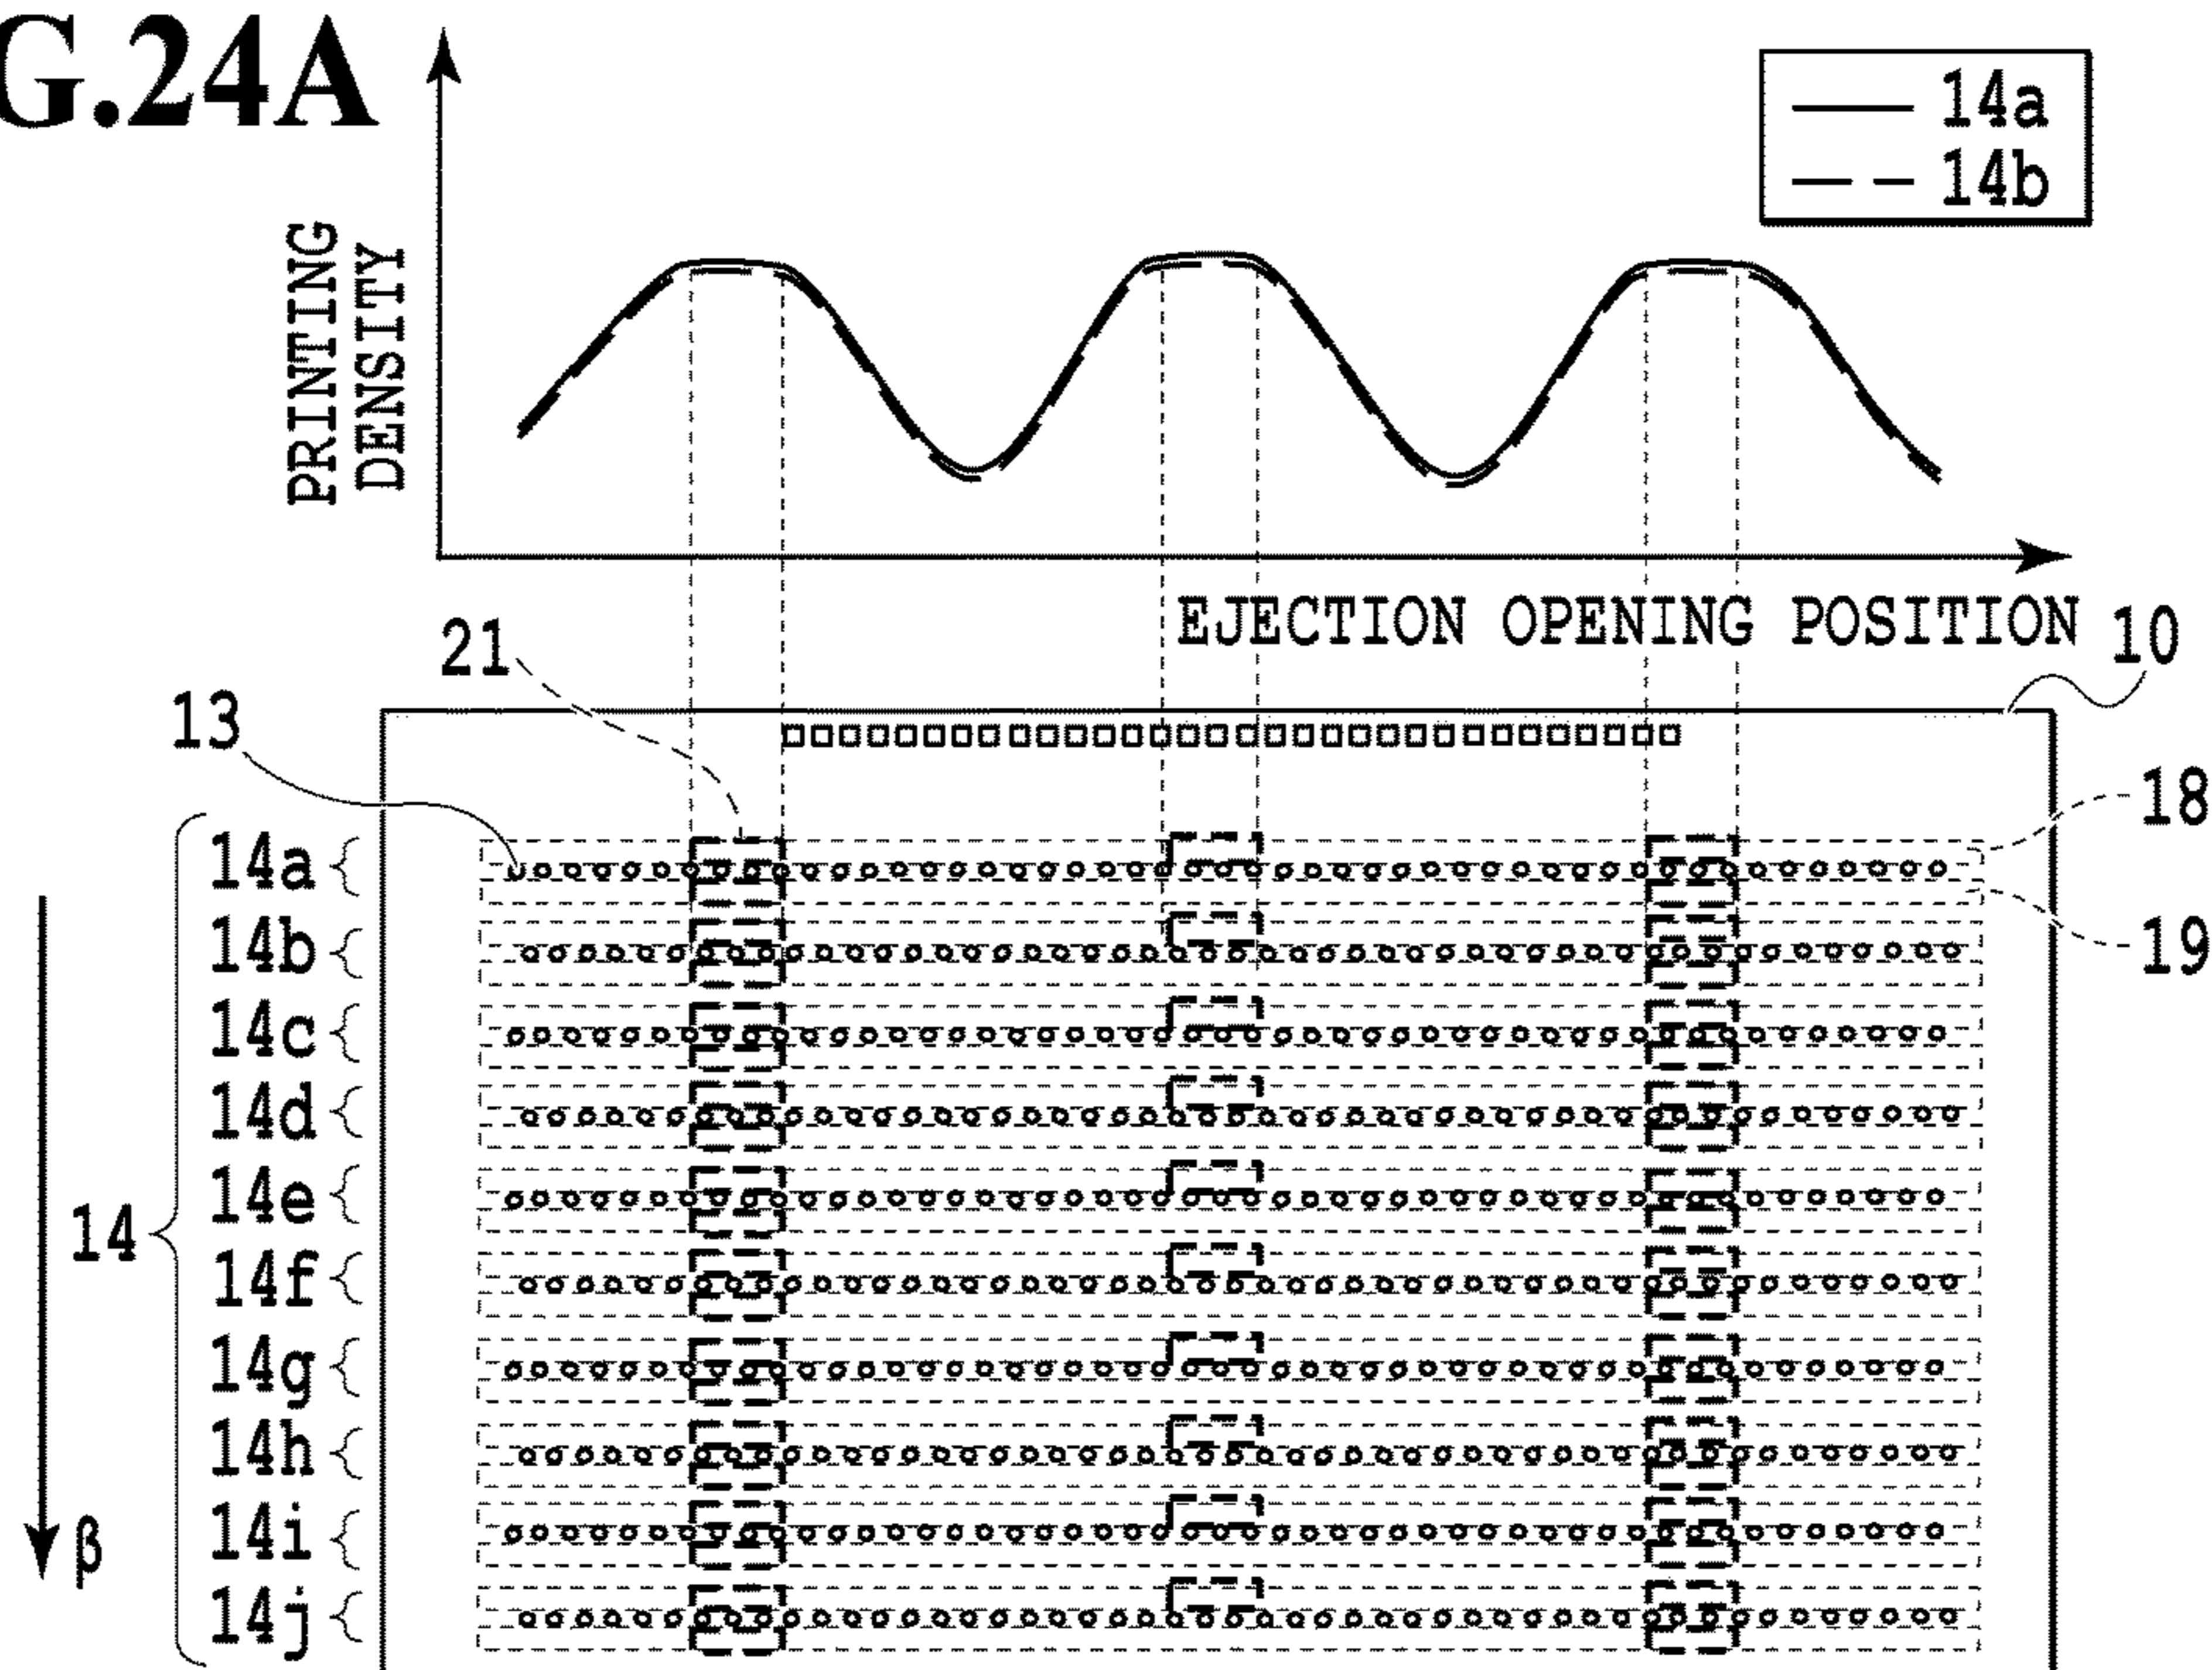 G.24A
14a
14b
PRINTING
DENSITY
EJECTION OPENING POSITION
10
21
13
18
14a
14b
19
14c
14d
14e
14
14f
14g
14h
14i
β
14j